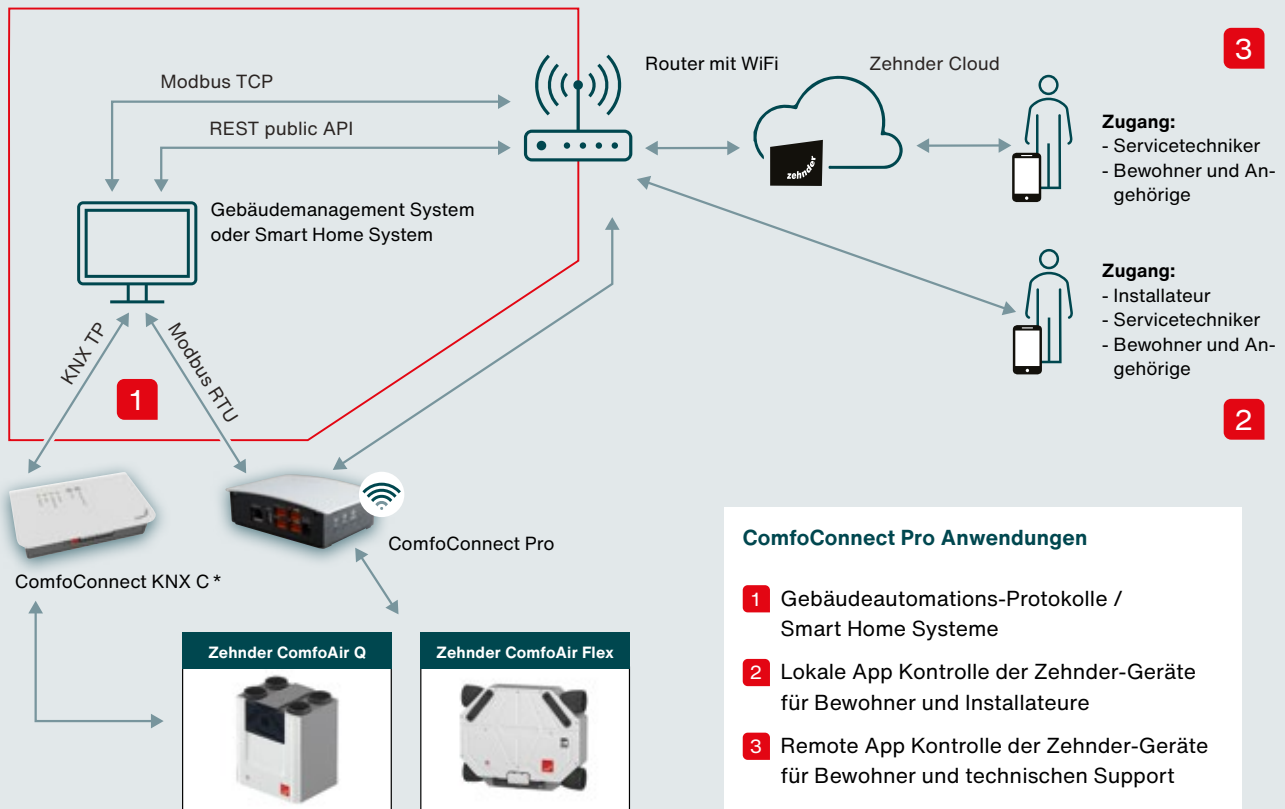 Modbus TCP
REST public API
Router mit WiFi
Zehnder Cloud
zehnder
3
Zugang:
- Servicetechniker
- Bewohner und An-
gehörige
Gebäudemanagement System
oder Smart Home System
Zugang:
- Installateur
- Servicetechniker
- Bewohner und An-
gehörige
2
KNX TP
Modbus RTU
1
ComfoConnect KNX C *
ComfoConnect Pro
Zehnder ComfoAir Q
Zehnder ComfoAir Flex
ComfoConnect Pro Anwendungen
1 Gebäudeautomations-Protokolle /
Smart Home Systeme
2 Lokale App Kontrolle der Zehnder-Geräte
für Bewohner und Installateure
3 Remote App Kontrolle der Zehnder-Geräte
für Bewohner und technischen Support